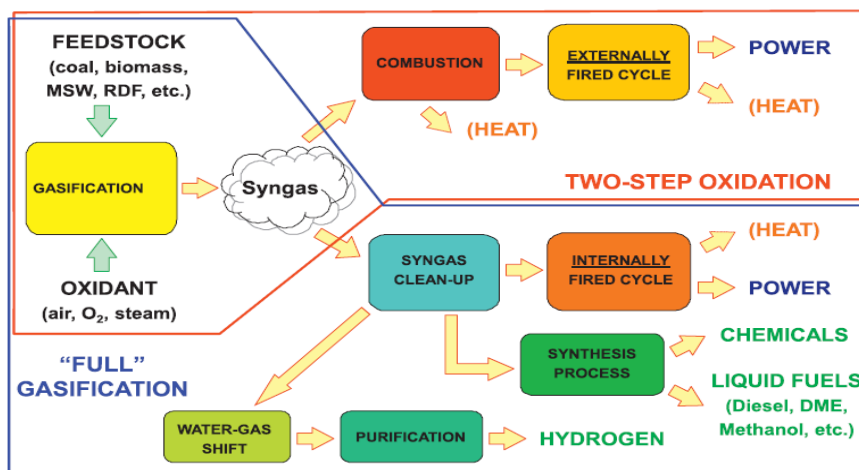 FEEDSTOCK
(coal, biomass,
MSW, RDF, etc.)
GASIFICATION
OXIDANT
(air, O₂, steam)
Syngas
COMBUSTION
(HEAT)
EXTERNALLY
FIRED CYCLE
POWER
(HEAT)
TWO-STEP OXIDATION
SYNGAS
CLEAN-UP
INTERNALLY
FIRED CYCLE
(HEAT)
POWER
SYNTHESIS
PROCESS
CHEMICALS
LIQUID FUELS
(Diesel, DME,
Methanol, etc.)
“FULL”
GASIFICATION
WATER-GAS
SHIFT
PURIFICATION
HYDROGEN